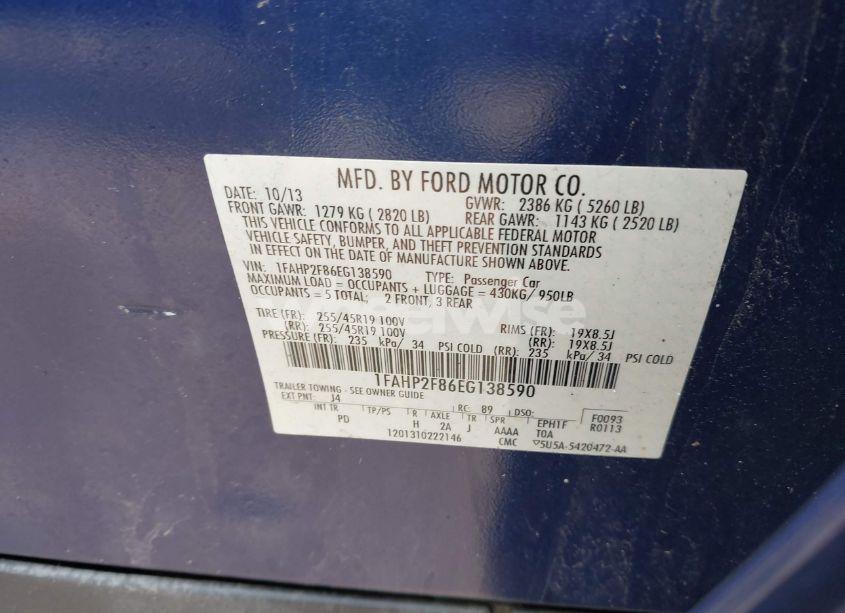 MFD. BY FORD MOTOR CO.
DATE: 10/13 GVWR: 2386 KG ( 5260 LB)
FRONT GAWR: 1279 KG ( 2820 LB) REAR GAWR: 1143 KG ( 2520 LB)
THIS VEHICLE CONFORMS TO ALL APPLICABLE FEDERAL MOTOR
VEHICLE SAFETY, BUMPER, AND THEFT PREVENTION STANDARDS
IN EFFECT ON THE DATE OF MANUFACTURE SHOWN ABOVE.
VIN: 1FAHP2F86EG138590 TYPE: Passenger Car
MAXIMUM LOAD = OCCUPANTS + LUGGAGE = 430KG/ 950LB
OCCUPANTS = 5 TOTAL: 2 FRONT, 3 REAR
TIRE (FR): 255/45R19 100V RIMS (FR): 19X8.5J
(RR): 255/45R19 100V (RR): 19X8.5J
PRESSURE (FR): 235 kPa/ 34 PSI COLD (RR): 235 kPa/ 34 PSI COLD
1FAHP2F86EG138590
TRAILER TOWING - SEE OWNER GUIDE
EXT PNT: J4 RC: 89 DSO: F0093
INT TR TP/PS R AXLE TR SPR EPH1F R0113
PD H 2A J AAAA TOA
1201310222146 CMC ▽5U5A-5420472-AA